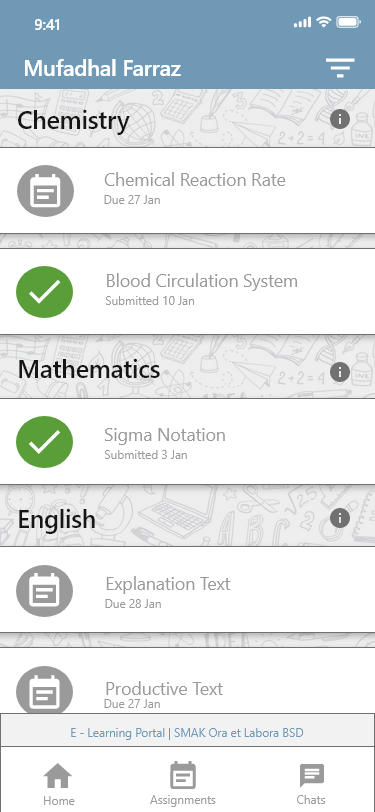 9:41
Mufadhal Farraz
Chemistry
Chemical Reaction Rate
Due 27 Jan
Blood Circulation System
Submitted 10 Jan
Mathematics
Sigma Notation
Submitted 3 Jan
English
Explanation Text
Due 28 Jan
Productive Text
Due 27 Jan
E - Learning Portal | SMAK Ora et Labora BSD
Home
Assignments
Chats